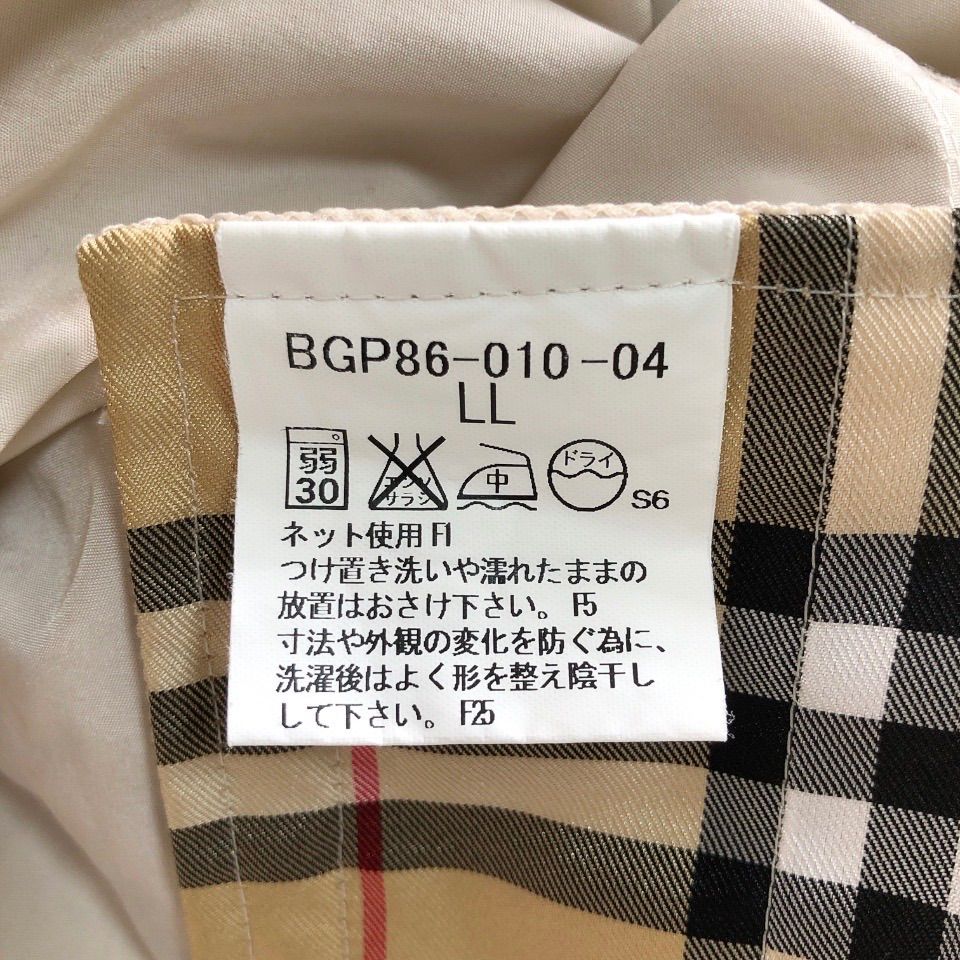 BGP86-010-04
LL
弱 30
エンソ サラシ
中
ドライ
S6
ネット使用 F1
つけ置き洗いや濡れたままの
放置はおさけ下さい。F5
寸法や外観の変化を防ぐ為に、
洗濯後はよく形を整え陰干し
して下さい。F25